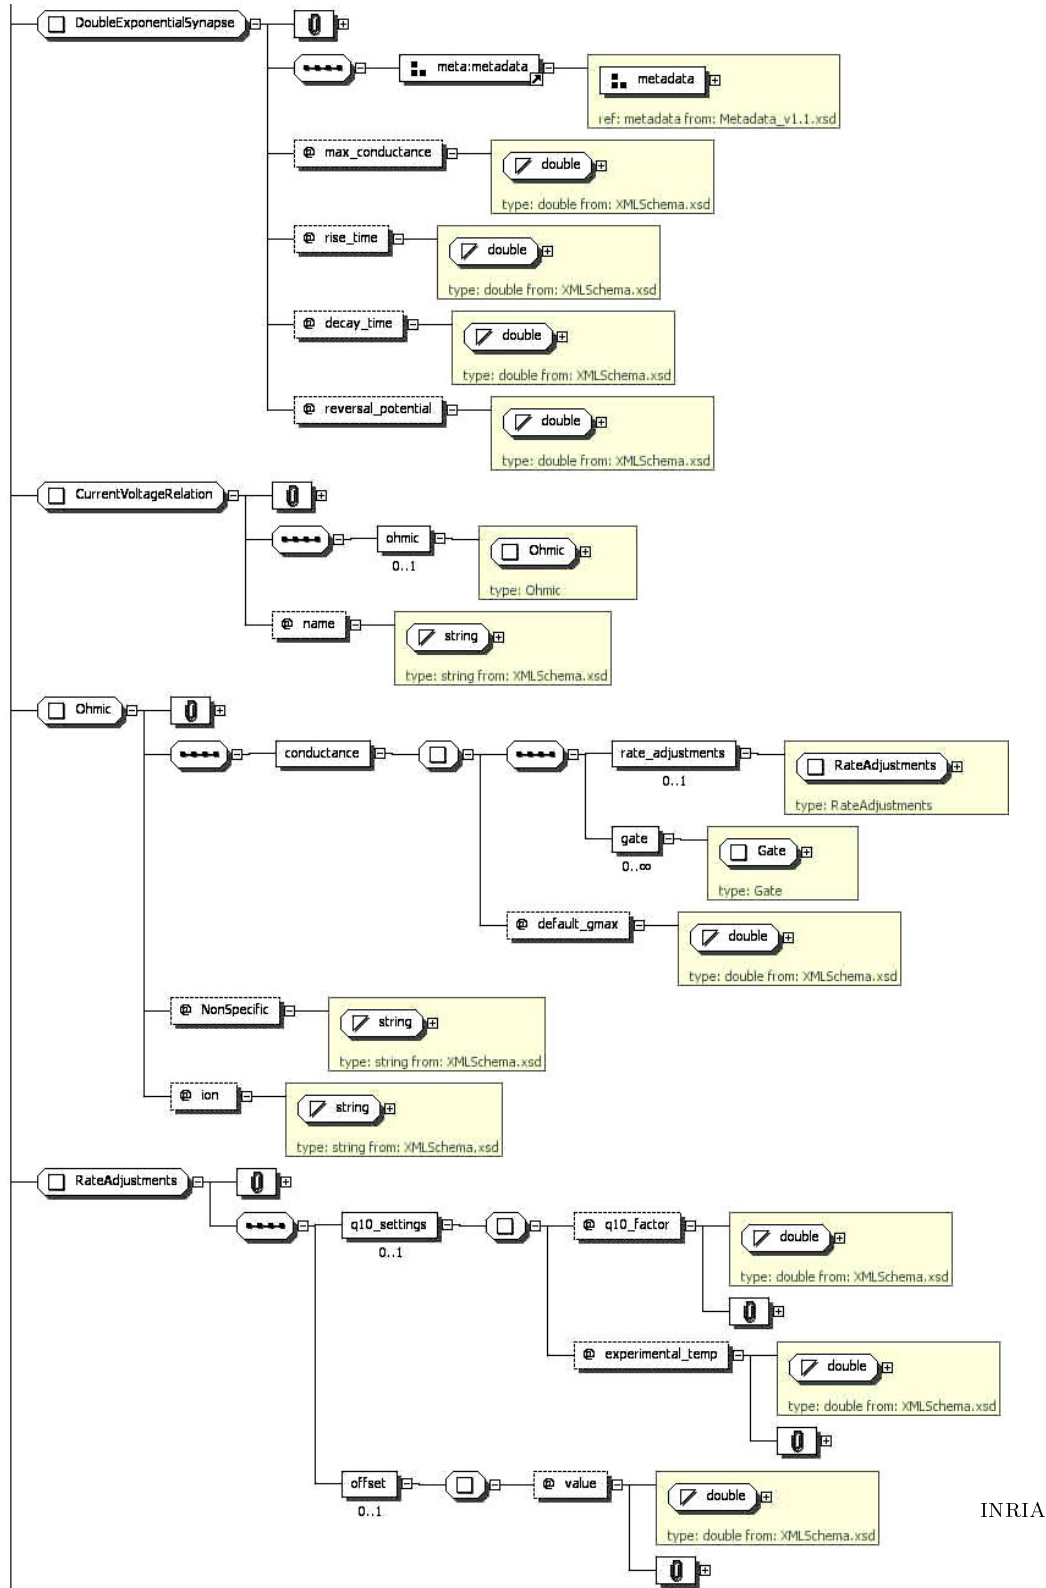 DoubleExponentialSynapse
meta:metadata
metadata
ref: metadata from: Metadata_v1.1.xsd
@ max_conductance
double
type: double from: XMLSchema.xsd
@ rise_time
double
type: double from: XMLSchema.xsd
@ decay_time
double
type: double from: XMLSchema.xsd
@ reversal_potential
double
type: double from: XMLSchema.xsd
CurrentVoltageRelation
ohmic
0..1
Ohmic
type: Ohmic
@ name
string
type: string from: XMLSchema.xsd
Ohmic
conductance
rate_adjustments
0..1
RateAdjustments
type: RateAdjustments
gate
0..∞
Gate
type: Gate
@ default_gmax
double
type: double from: XMLSchema.xsd
@ NonSpecific
string
type: string from: XMLSchema.xsd
@ ion
string
type: string from: XMLSchema.xsd
RateAdjustments
q10_settings
0..1
@ q10_factor
double
type: double from: XMLSchema.xsd
@ experimental_temp
double
type: double from: XMLSchema.xsd
offset
0..1
@ value
double
type: double from: XMLSchema.xsd
INRIA